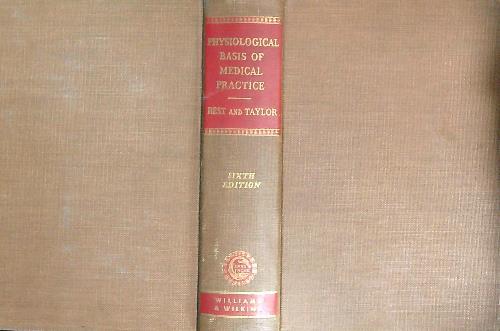 PHYSIOLOGICAL
BASIS OF
MEDICAL
PRACTICE
BEST AND TAYLOR
SIXTH
EDITION
WILLIAMS
& WILKINS